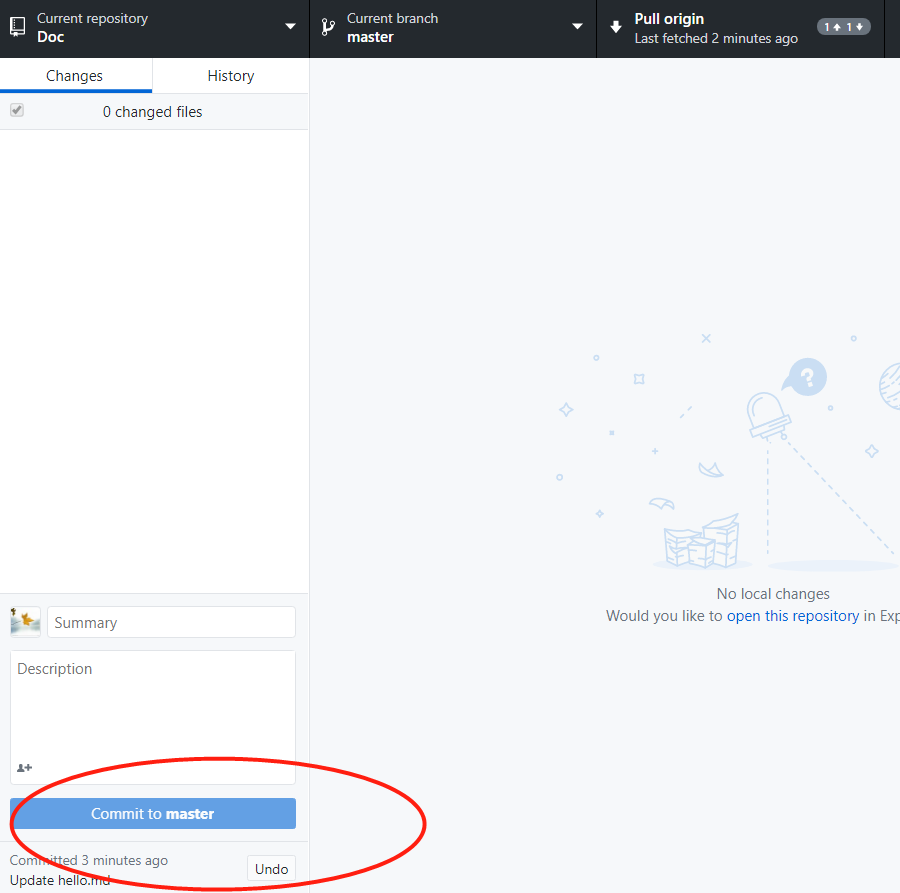 Current repository
Doc
Current branch
master
Pull origin
Last fetched 2 minutes ago
1 1
Changes
History
0 changed files
?
No local changes
Would you like to open this repository in Exp
Summary
Description
Commit to master
Committed 3 minutes ago
Undo
Update hello.md